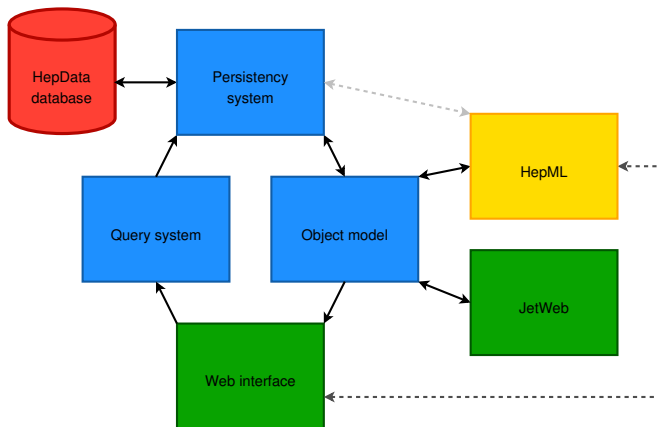 HepData
database
Persistency
system
HepML
Query system
Object model
JetWeb
Web interface